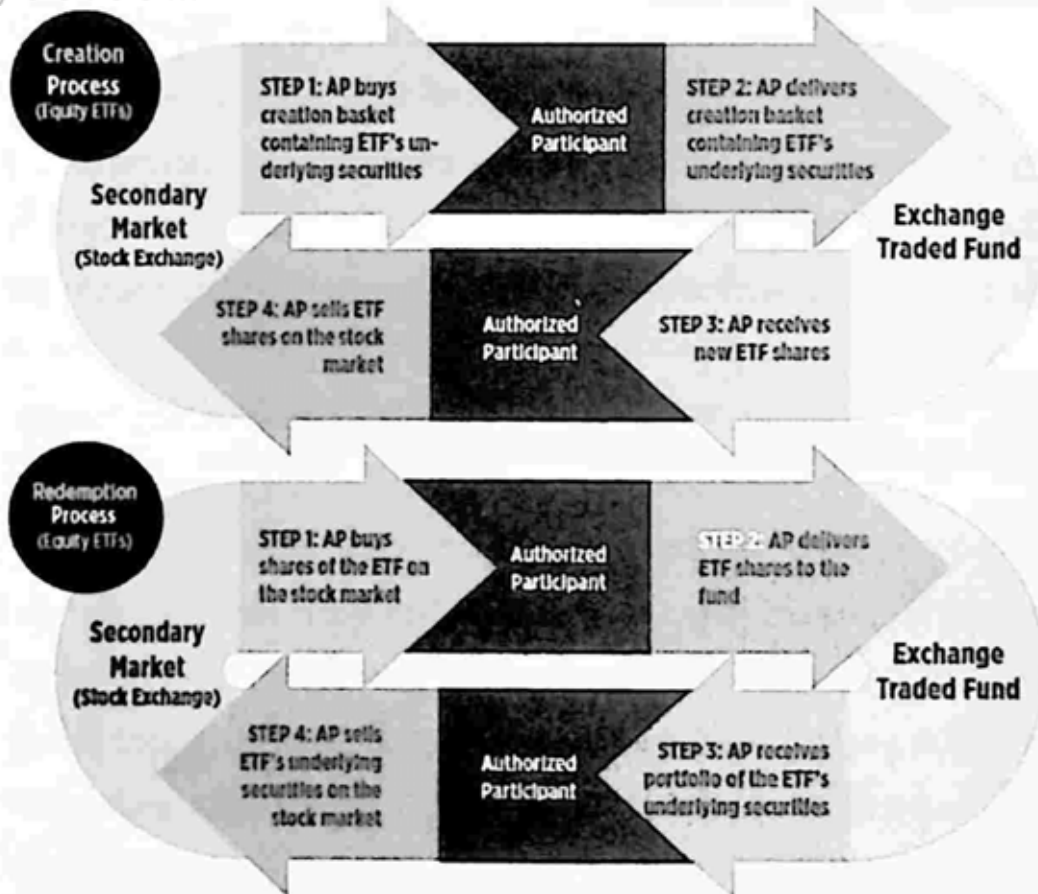 Creation
Process
(Equity ETFs)
STEP 1: AP buys
creation basket
containing ETF's un-
derlying securities
Authorized
Participant
STEP 2: AP delivers
creation basket
containing ETF's
underlying securities
Secondary
Market
(Stock Exchange)
Exchange
Traded Fund
STEP 4: AP sells ETF
shares on the stock
market
Authorized
Participant
STEP 3: AP receives
new ETF shares
Redemption
Process
(Equity ETFs)
STEP 1: AP buys
shares of the ETF on
the stock market
Authorized
Participant
STEP 2: AP delivers
ETF shares to the
fund
Secondary
Market
(Stock Exchange)
Exchange
Traded Fund
STEP 4: AP sells
ETF's underlying
securities on the
stock market
Authorized
Participant
STEP 3: AP receives
portfolio of the ETF's
underlying securities